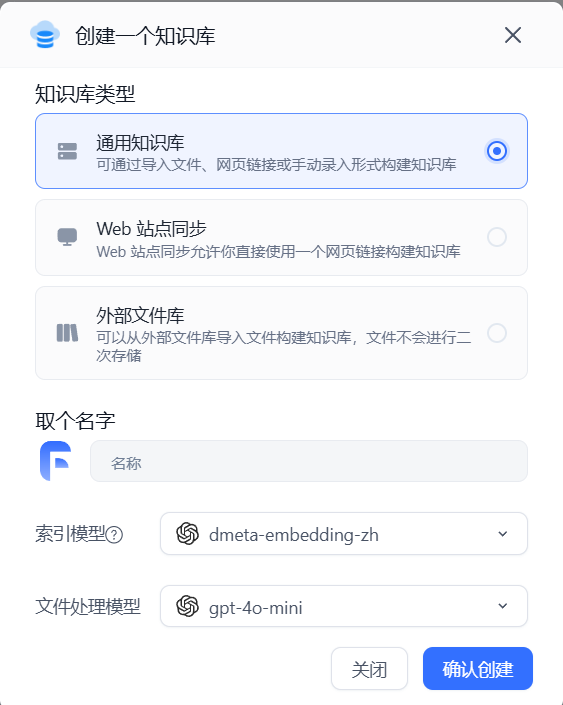 创建一个知识库
知识库类型
通用知识库
可通过导入文件、网页链接或手动录入形式构建知识库
Web 站点同步
Web 站点同步允许你直接使用一个网页链接构建知识库
外部文件库
可以从外部文件库导入文件构建知识库，文件不会进行二
次存储
取个名字
名称
索引模型
dmeta-embedding-zh
文件处理模型
gpt-4o-mini
关闭
确认创建